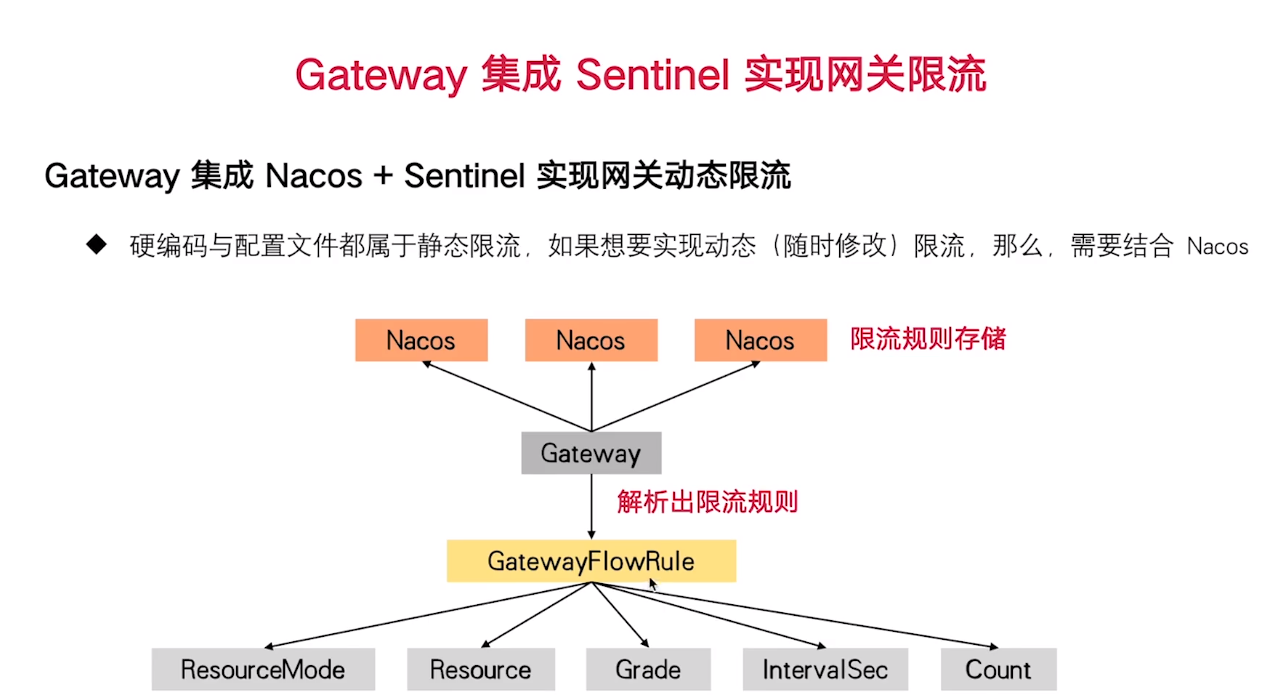 Gateway 集成 Sentinel 实现网关限流
Gateway 集成 Nacos + Sentinel 实现网关动态限流
◆ 硬编码与配置文件都属于静态限流，如果想要实现动态（随时修改）限流，那么，需要结合 Nacos
Nacos Nacos Nacos 限流规则存储
Gateway
解析出限流规则
GatewayFlowRule
ResourceMode Resource Grade IntervalSec Count